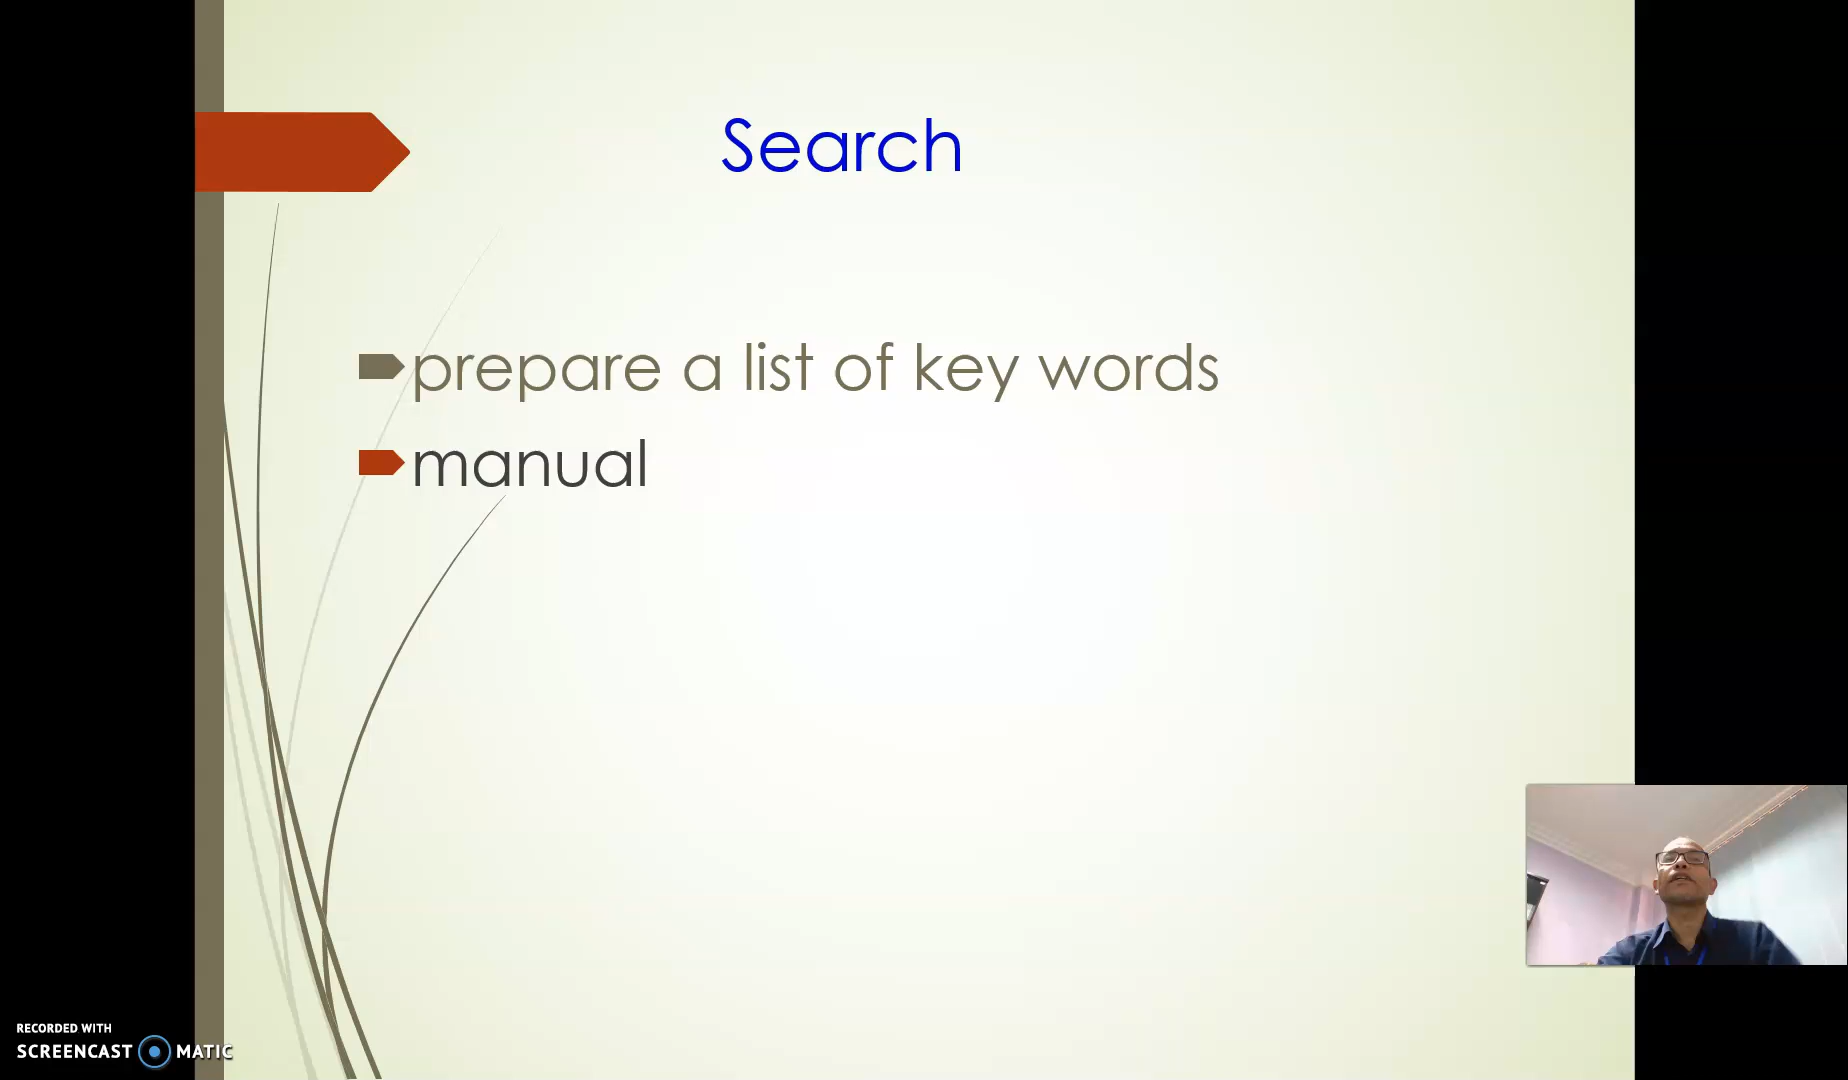 Search
prepare a list of key words
manual
RECORDED WITH
SCREENCAST MATIC